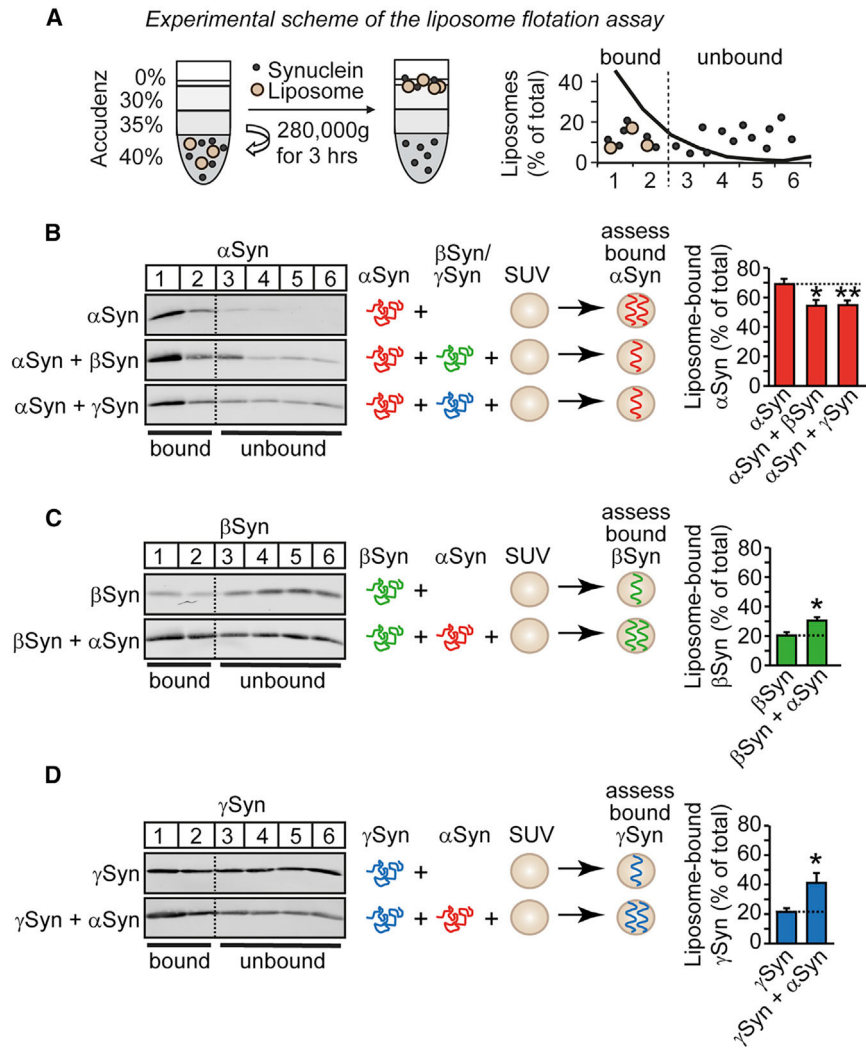 A Experimental scheme of the liposome flotation assay
Accudenz
0%
30%
35%
40%
Synuclein
Liposome
280,000g
for 3 hrs
bound unbound
Liposomes
(% of total)
40
20
0
1 2 3 4 5 6
B
αSyn
1 2 3 4 5 6
αSyn
αSyn + βSyn
αSyn + γSyn
bound unbound
αSyn
βSyn/
γSyn
SUV
assess
bound
αSyn
+
+ +
+ +
Liposome-bound
αSyn (% of total)
80
60
40
20
0
* **
αSyn
αSyn + βSyn
αSyn + γSyn
C
βSyn
1 2 3 4 5 6
βSyn
βSyn + αSyn
bound unbound
βSyn αSyn SUV
assess
bound
βSyn
+
+ +
Liposome-bound
βSyn (% of total)
80
60
40
20
0
*
βSyn
βSyn + αSyn
D
γSyn
1 2 3 4 5 6
γSyn
γSyn + αSyn
bound unbound
γSyn αSyn SUV
assess
bound
γSyn
+
+ +
Liposome-bound
γSyn (% of total)
80
60
40
20
0
*
γSyn
γSyn + αSyn